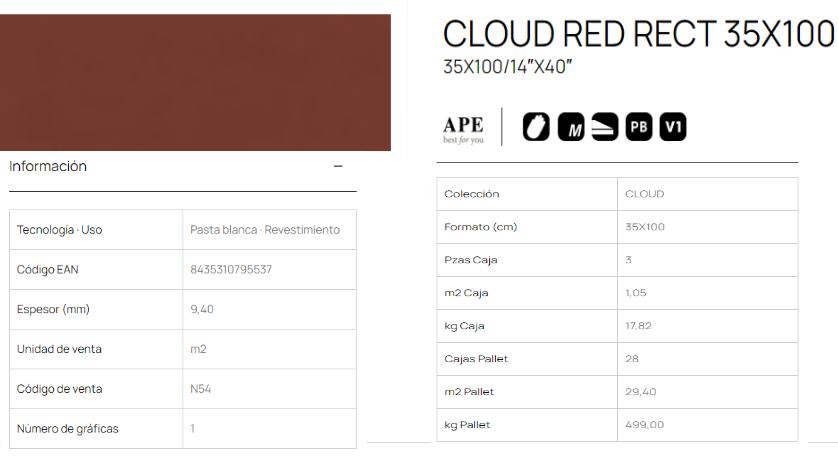 CLOUD RED RECT 35X100
35X100/14"X40"
APE
best for you
M
PB
V1
Información
Tecnología · Uso Pasta blanca · Revestimiento
Código EAN 8435310795537
Espesor (mm) 9,40
Unidad de venta m2
Código de venta N54
Número de gráficas 1
Colección CLOUD
Formato (cm) 35X100
Pzas Caja 3
m2 Caja 1,05
kg Caja 17,82
Cajas Pallet 28
m2 Pallet 29,40
kg Pallet 499,00